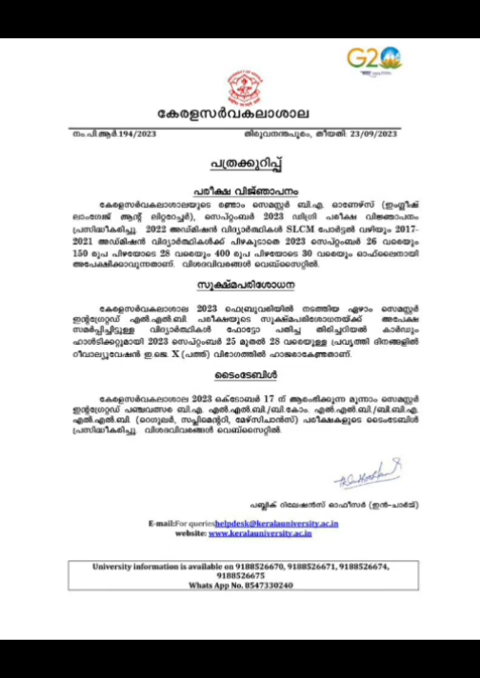 G20
കേരളസർവകലാശാല
നം.പി.ആർ.194/2023 തിരുവനന്തപുരം, തീയതി: 23/09/2023
പത്രക്കുറിപ്പ്
പരീക്ഷ വിജ്ഞാപനം
കേരളസർവകലാശാലയുടെ രണ്ടാം സെമസ്റ്റർ ബി.എ. ഓണേഴ്സ് (ഇംഗ്ലീഷ്
ലാംഗേജ് ആന്റ് ലിറ്ററേച്ചർ), സെപ്റ്റംബർ 2023 ഡിഗ്രി പരീക്ഷ വിജ്ഞാപനം
പ്രസിദ്ധീകരിച്ചു. 2022 അഡ്മിഷൻ വിദ്യാർത്ഥികൾ SLCM പോർട്ടൽ വഴിയും 2017-
2021 അഡ്മിഷൻ വിദ്യാർത്ഥികൾക്ക് പിഴകൂടാതെ 2023 സെപ്റ്റംബർ 26 വരെയും
150 രൂപ പിഴയോടെ 28 വരെയും 400 രൂപ പിഴയോടെ 30 വരെയും ഓഫ്‌ലൈനായി
അപേക്ഷിക്കാവുന്നതാണ്. വിശദവിവരങ്ങൾ വെബ്സൈറ്റിൽ.
സൂക്ഷ്മപരിശോധന
കേരളസർവകലാശാല 2023 ഫെബ്രുവരിയിൽ നടത്തിയ ഏഴാം സെമസ്റ്റർ
ഇന്റഗ്രേറ്റഡ് എൽ.എൽ.ബി. പരീക്ഷയുടെ സൂക്ഷ്മപരിശോധനയ്ക്ക് അപേക്ഷ
സമർപ്പിച്ചിട്ടുള്ള വിദ്യാർത്ഥികൾ ഫോട്ടോ പതിച്ച തിരിച്ചറിയൽ കാർഡും
ഹാൾടിക്കറ്റുമായി 2023 സെപ്റ്റംബർ 25 മുതൽ 28 വരെയുള്ള പ്രവൃത്തി ദിനങ്ങളിൽ
റീവാല്യുവേഷൻ ഇ.ജെ. X (പത്ത്) വിഭാഗത്തിൽ ഹാജരാകേണ്ടതാണ്.
ടൈംടേബിൾ
കേരളസർവകലാശാല 2023 ഒക്ടോബർ 17 ന് ആരംഭിക്കുന്ന മൂന്നാം സെമസ്റ്റർ
ഇന്റഗ്രേറ്റഡ് പഞ്ചവത്സര ബി.എ. എൽ.എൽ.ബി./ബി.കോം. എൽ.എൽ.ബി./ബി.ബി.എ.
എൽ.എൽ.ബി. (റെഗുലർ, സപ്ലിമെന്ററി, മേഴ്സിചാൻസ്) പരീക്ഷകളുടെ ടൈംടേബിൾ
പ്രസിദ്ധീകരിച്ചു. വിശദവിവരങ്ങൾ വെബ്സൈറ്റിൽ.
പബ്ലിക് റിലേഷൻസ് ഓഫീസർ (ഇൻ-ചാർജ്)
E-mail:For querieshelpdesk@keralauniversity.ac.in
website: www.keralauniversity.ac.in
University information is available on 9188526670, 9188526671, 9188526674,
9188526675
Whats App No. 8547330240